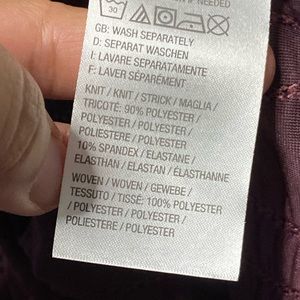 30
GB: WASH SEPARATELY
D: SEPARAT WASCHEN
I: LAVARE SEPARATAMENTE
F: LAVER SÉPARÉMENT
KNIT / KNIT / STRICK / MAGLIA /
TRICOTÉ: 90% POLYESTER /
POLYESTER / POLYESTER /
POLIESTERE / POLYESTER
10% SPANDEX / ELASTANE /
ELASTHAN / ELASTAN / ÉLASTHANNE
WOVEN / WOVEN / GEWEBE /
TESSUTO / TISSÉ: 100% POLYESTER
/ POLYESTER / POLYESTER /
POLIESTERE / POLYESTER